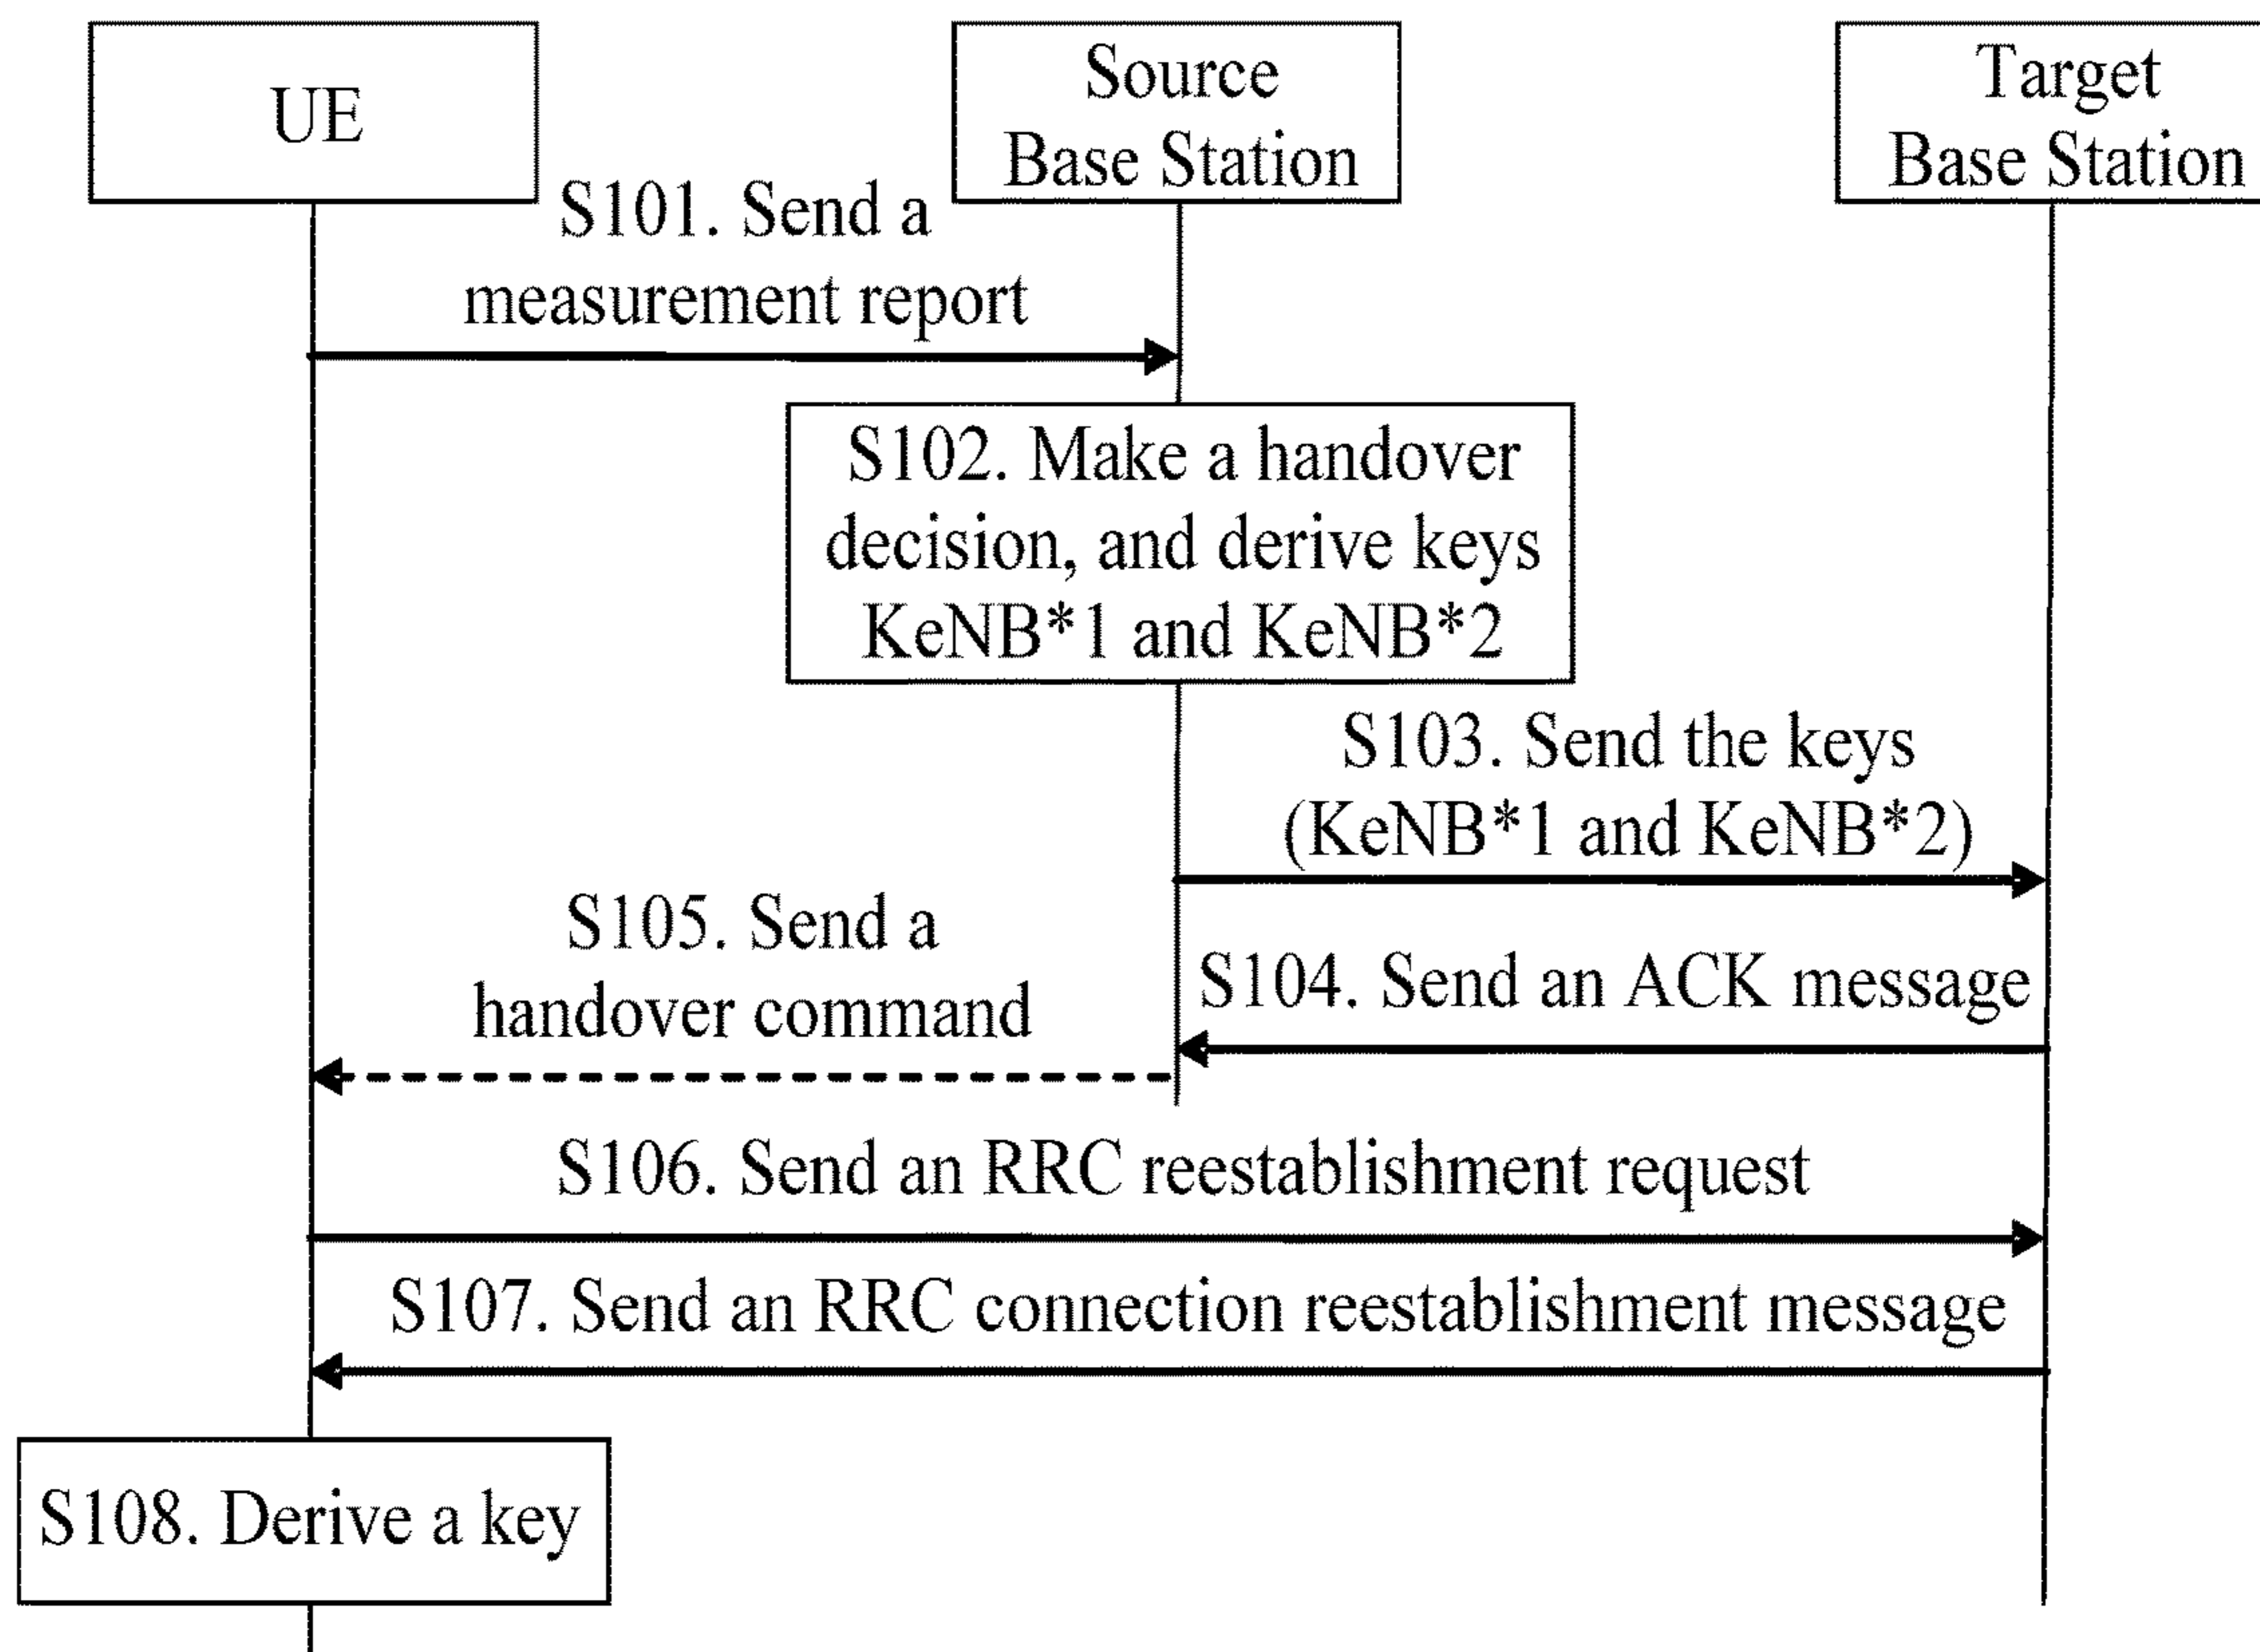 UE
Source
Base Station
Target
Base Station
S101. Send a
measurement report
S102. Make a handover
decision, and derive keys
KeNB*1 and KeNB*2
S103. Send the keys
(KeNB*1 and KeNB*2)
S105. Send a
handover command
S104. Send an ACK message
S106. Send an RRC reestablishment request
S107. Send an RRC connection reestablishment message
S108. Derive a key